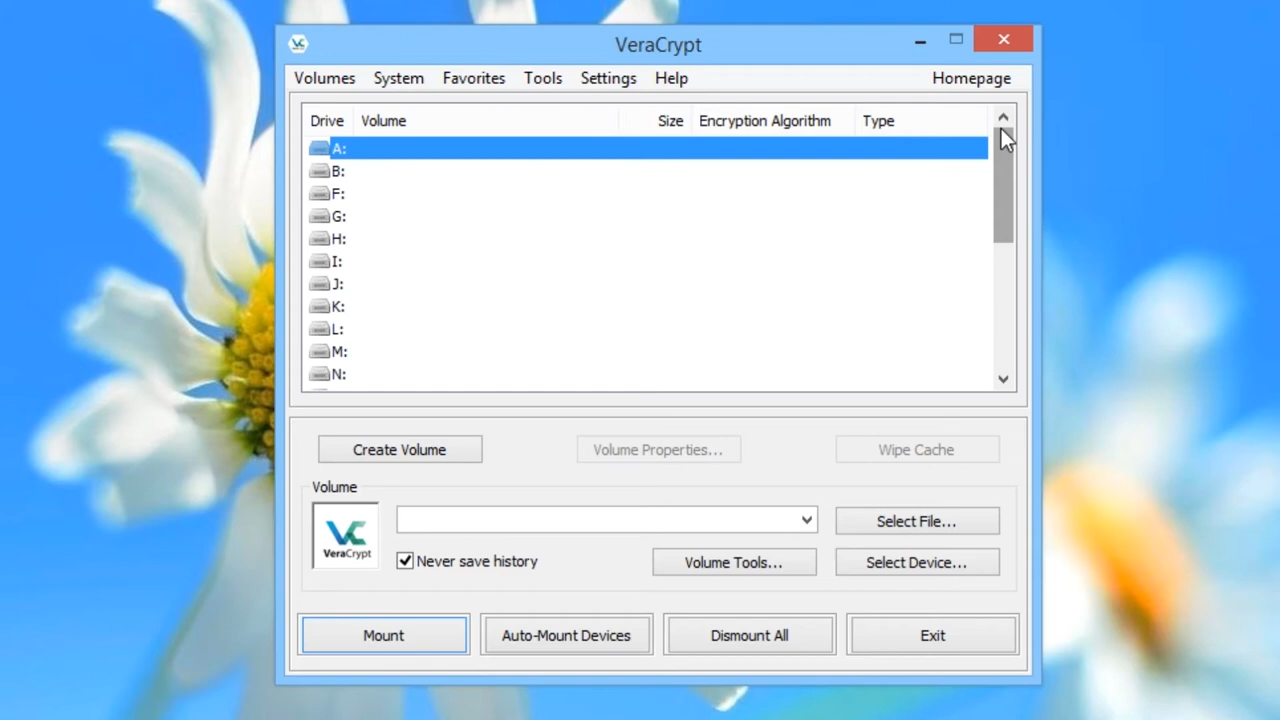 VeraCrypt
Volumes System Favorites Tools Settings Help Homepage
Drive Volume Size Encryption Algorithm Type
A:
B:
F:
G:
H:
I:
J:
K:
L:
M:
N:
Create Volume Volume Properties... Wipe Cache
Volume
VeraCrypt
Select File...
Never save history Volume Tools... Select Device...
Mount Auto-Mount Devices Dismount All Exit